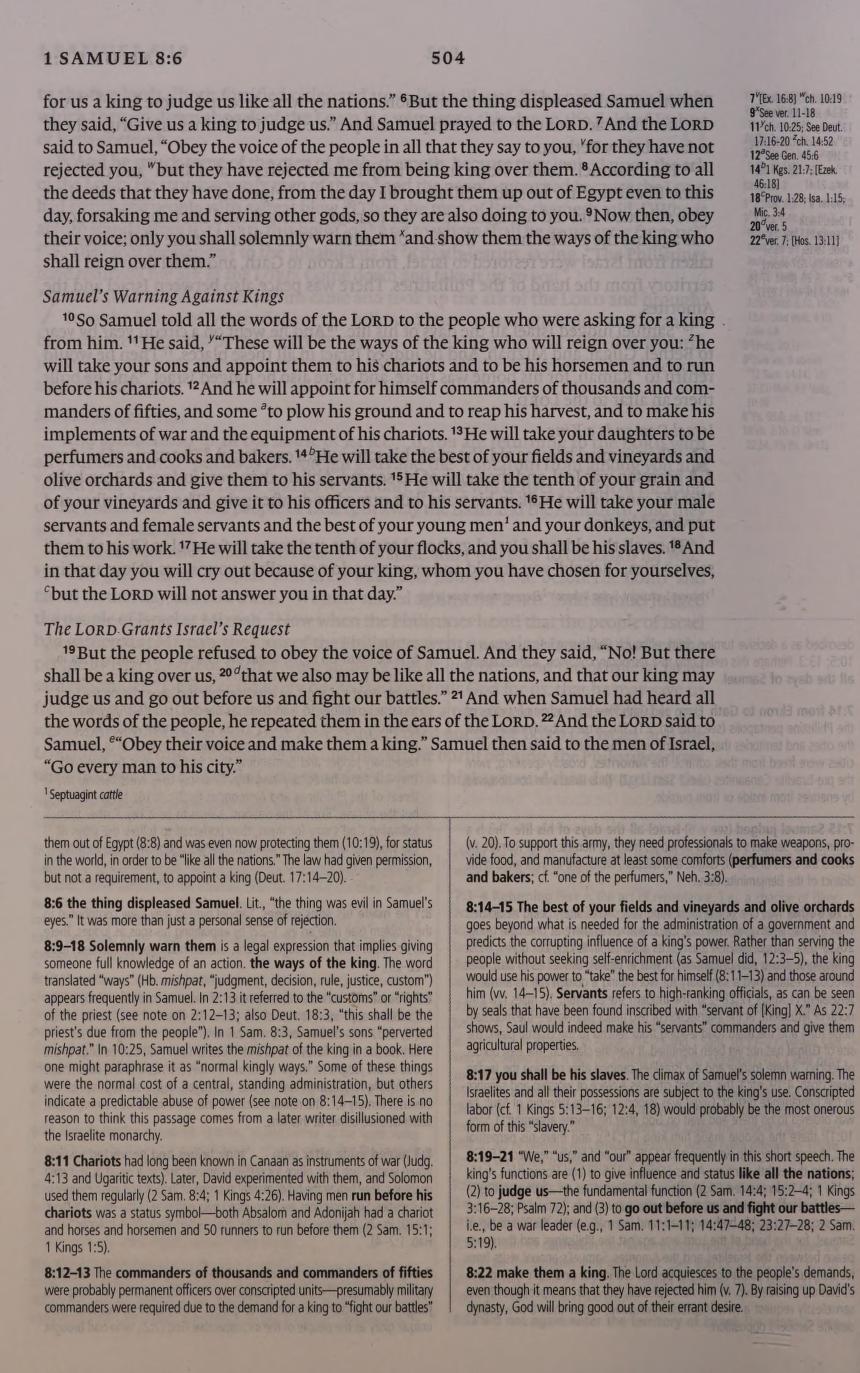 1 SAMUEL 8:6
504
for us a king to judge us like all the nations.” ⁶But the thing displeased Samuel when
they said, “Give us a king to judge us.” And Samuel prayed to the LORD. ⁷And the LORD
said to Samuel, “Obey the voice of the people in all that they say to you, ᵛfor they have not
rejected you, ʷbut they have rejected me from being king over them. ⁸According to all
the deeds that they have done, from the day I brought them up out of Egypt even to this
day, forsaking me and serving other gods, so they are also doing to you. ⁹Now then, obey
their voice; only you shall solemnly warn them ˣand show them the ways of the king who
shall reign over them.”
Samuel’s Warning Against Kings
¹⁰So Samuel told all the words of the LORD to the people who were asking for a king
from him. ¹¹He said, ʸ“These will be the ways of the king who will reign over you: ᶻhe
will take your sons and appoint them to his chariots and to be his horsemen and to run
before his chariots. ¹²And he will appoint for himself commanders of thousands and com-
manders of fifties, and some ᵃto plow his ground and to reap his harvest, and to make his
implements of war and the equipment of his chariots. ¹³He will take your daughters to be
perfumers and cooks and bakers. ¹⁴ᵇHe will take the best of your fields and vineyards and
olive orchards and give them to his servants. ¹⁵He will take the tenth of your grain and
of your vineyards and give it to his officers and to his servants. ¹⁶He will take your male
servants and female servants and the best of your young men¹ and your donkeys, and put
them to his work. ¹⁷He will take the tenth of your flocks, and you shall be his slaves. ¹⁸And
in that day you will cry out because of your king, whom you have chosen for yourselves,
ᶜbut the LORD will not answer you in that day.”
The LORD Grants Israel’s Request
¹⁹But the people refused to obey the voice of Samuel. And they said, “No! But there
shall be a king over us, ²⁰ᵈthat we also may be like all the nations, and that our king may
judge us and go out before us and fight our battles.” ²¹And when Samuel had heard all
the words of the people, he repeated them in the ears of the LORD. ²²And the LORD said to
Samuel, ᵉ“Obey their voice and make them a king.” Samuel then said to the men of Israel,
“Go every man to his city.”
¹ Septuagint cattle
7ᵛ[Ex. 16:8] ʷch. 10:19
9ˣSee ver. 11-18
11ʸch. 10:25; See Deut.
17:16-20 ᶻch. 14:52
12ᵃSee Gen. 45:6
14ᵇ1 Kgs. 21:7; [Ezek.
46:18]
18ᶜProv. 1:28; Isa. 1:15;
Mic. 3:4
20ᵈver. 5
22ᵉver. 7; [Hos. 13:11]
them out of Egypt (8:8) and was even now protecting them (10:19), for status
in the world, in order to be “like all the nations.” The law had given permission,
but not a requirement, to appoint a king (Deut. 17:14–20).
8:6 the thing displeased Samuel. Lit., “the thing was evil in Samuel’s
eyes.” It was more than just a personal sense of rejection.
8:9–18 Solemnly warn them is a legal expression that implies giving
someone full knowledge of an action. the ways of the king. The word
translated “ways” (Hb. mishpat, “judgment, decision, rule, justice, custom”)
appears frequently in Samuel. In 2:13 it referred to the “customs” or “rights”
of the priest (see note on 2:12–13; also Deut. 18:3, “this shall be the
priest’s due from the people”). In 1 Sam. 8:3, Samuel’s sons “perverted
mishpat.” In 10:25, Samuel writes the mishpat of the king in a book. Here
one might paraphrase it as “normal kingly ways.” Some of these things
were the normal cost of a central, standing administration, but others
indicate a predictable abuse of power (see note on 8:14–15). There is no
reason to think this passage comes from a later writer disillusioned with
the Israelite monarchy.
8:11 Chariots had long been known in Canaan as instruments of war (Judg.
4:13 and Ugaritic texts). Later, David experimented with them, and Solomon
used them regularly (2 Sam. 8:4; 1 Kings 4:26). Having men run before his
chariots was a status symbol—both Absalom and Adonijah had a chariot
and horses and horsemen and 50 runners to run before them (2 Sam. 15:1;
1 Kings 1:5).
8:12–13 The commanders of thousands and commanders of fifties
were probably permanent officers over conscripted units—presumably military
commanders were required due to the demand for a king to “fight our battles”
(v. 20). To support this army, they need professionals to make weapons, pro-
vide food, and manufacture at least some comforts (perfumers and cooks
and bakers; cf. “one of the perfumers,” Neh. 3:8).
8:14–15 The best of your fields and vineyards and olive orchards
goes beyond what is needed for the administration of a government and
predicts the corrupting influence of a king’s power. Rather than serving the
people without seeking self-enrichment (as Samuel did, 12:3–5), the king
would use his power to “take” the best for himself (8:11–13) and those around
him (vv. 14–15). Servants refers to high-ranking officials, as can be seen
by seals that have been found inscribed with “servant of [King] X.” As 22:7
shows, Saul would indeed make his “servants” commanders and give them
agricultural properties.
8:17 you shall be his slaves. The climax of Samuel’s solemn warning. The
Israelites and all their possessions are subject to the king’s use. Conscripted
labor (cf. 1 Kings 5:13–16; 12:4, 18) would probably be the most onerous
form of this “slavery.”
8:19–21 “We,” “us,” and “our” appear frequently in this short speech. The
king’s functions are (1) to give influence and status like all the nations;
(2) to judge us—the fundamental function (2 Sam. 14:4; 15:2–4; 1 Kings
3:16–28; Psalm 72); and (3) to go out before us and fight our battles—
i.e., be a war leader (e.g., 1 Sam. 11:1–11; 14:47–48; 23:27–28; 2 Sam.
5:19).
8:22 make them a king. The Lord acquiesces to the people’s demands,
even though it means that they have rejected him (v. 7). By raising up David’s
dynasty, God will bring good out of their errant desire.